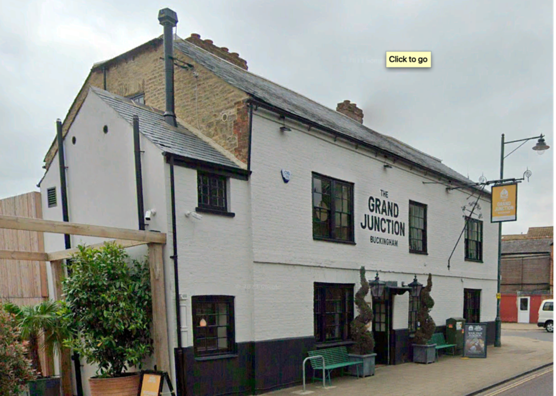 Click to go
THE
GRAND
JUNCTION
BUCKINGHAM